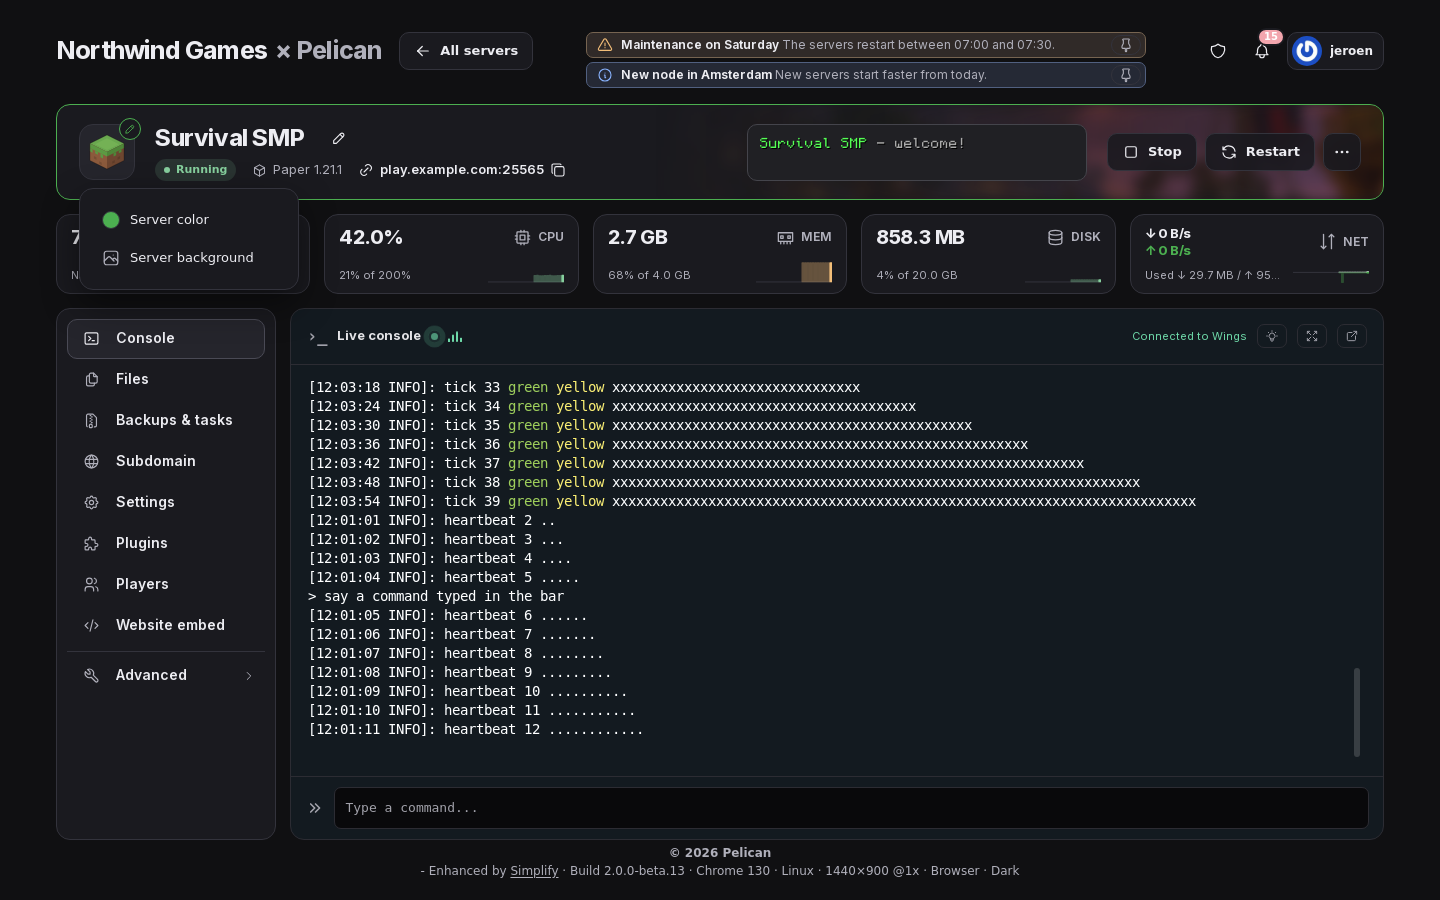 Northwind Games × Pelican
All servers
Maintenance on Saturday The servers restart between 07:00 and 07:30.
New node in Amsterdam New servers start faster from today.
15
jeroen
Survival SMP
Running
Paper 1.21.1
play.example.com:25565
Survival SMP - welcome!
Stop
Restart
Server color
Server background
42.0%
CPU
21% of 200%
2.7 GB
MEM
68% of 4.0 GB
858.3 MB
DISK
4% of 20.0 GB
↓ 0 B/s
↑ 0 B/s
NET
Used ↓ 29.7 MB / ↑ 95...
Console
Files
Backups & tasks
Subdomain
Settings
Plugins
Players
Website embed
Advanced
Live console
Connected to Wings
[12:03:18 INFO]: tick 33 green yellow xxxxxxxxxxxxxxxxxxxxxxxxxxxxxxx
[12:03:24 INFO]: tick 34 green yellow xxxxxxxxxxxxxxxxxxxxxxxxxxxxxxxxxxxxxx
[12:03:30 INFO]: tick 35 green yellow xxxxxxxxxxxxxxxxxxxxxxxxxxxxxxxxxxxxxxxxxxxxx
[12:03:36 INFO]: tick 36 green yellow xxxxxxxxxxxxxxxxxxxxxxxxxxxxxxxxxxxxxxxxxxxxxxxxxxxx
[12:03:42 INFO]: tick 37 green yellow xxxxxxxxxxxxxxxxxxxxxxxxxxxxxxxxxxxxxxxxxxxxxxxxxxxxxxxxxxx
[12:03:48 INFO]: tick 38 green yellow xxxxxxxxxxxxxxxxxxxxxxxxxxxxxxxxxxxxxxxxxxxxxxxxxxxxxxxxxxxxxxxxxx
[12:03:54 INFO]: tick 39 green yellow xxxxxxxxxxxxxxxxxxxxxxxxxxxxxxxxxxxxxxxxxxxxxxxxxxxxxxxxxxxxxxxxxxxxxxxxx
[12:01:01 INFO]: heartbeat 2 ..
[12:01:02 INFO]: heartbeat 3 ...
[12:01:03 INFO]: heartbeat 4 ....
[12:01:04 INFO]: heartbeat 5 .....
> say a command typed in the bar
[12:01:05 INFO]: heartbeat 6 ......
[12:01:06 INFO]: heartbeat 7 .......
[12:01:07 INFO]: heartbeat 8 ........
[12:01:08 INFO]: heartbeat 9 .........
[12:01:09 INFO]: heartbeat 10 ..........
[12:01:10 INFO]: heartbeat 11 ...........
[12:01:11 INFO]: heartbeat 12 ............
Type a command...
© 2026 Pelican
- Enhanced by Simplify · Build 2.0.0-beta.13 · Chrome 130 · Linux · 1440×900 @1x · Browser · Dark